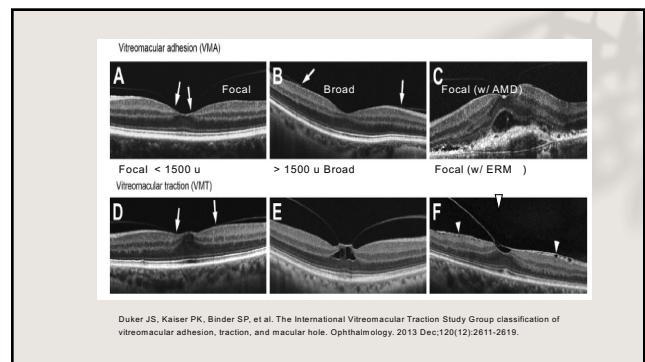 Vitreomacular adhesion (VMA)
A Focal
B Broad
C Focal (w/ AMD)
Focal < 1500 u
> 1500 u Broad
Focal (w/ ERM )
Vitreomacular traction (VMT)
D
E
F
Duker JS, Kaiser PK, Binder SP, et al. The International Vitreomacular Traction Study Group classification of
vitreomacular adhesion, traction, and macular hole. Ophthalmology. 2013 Dec;120(12):2611-2619.